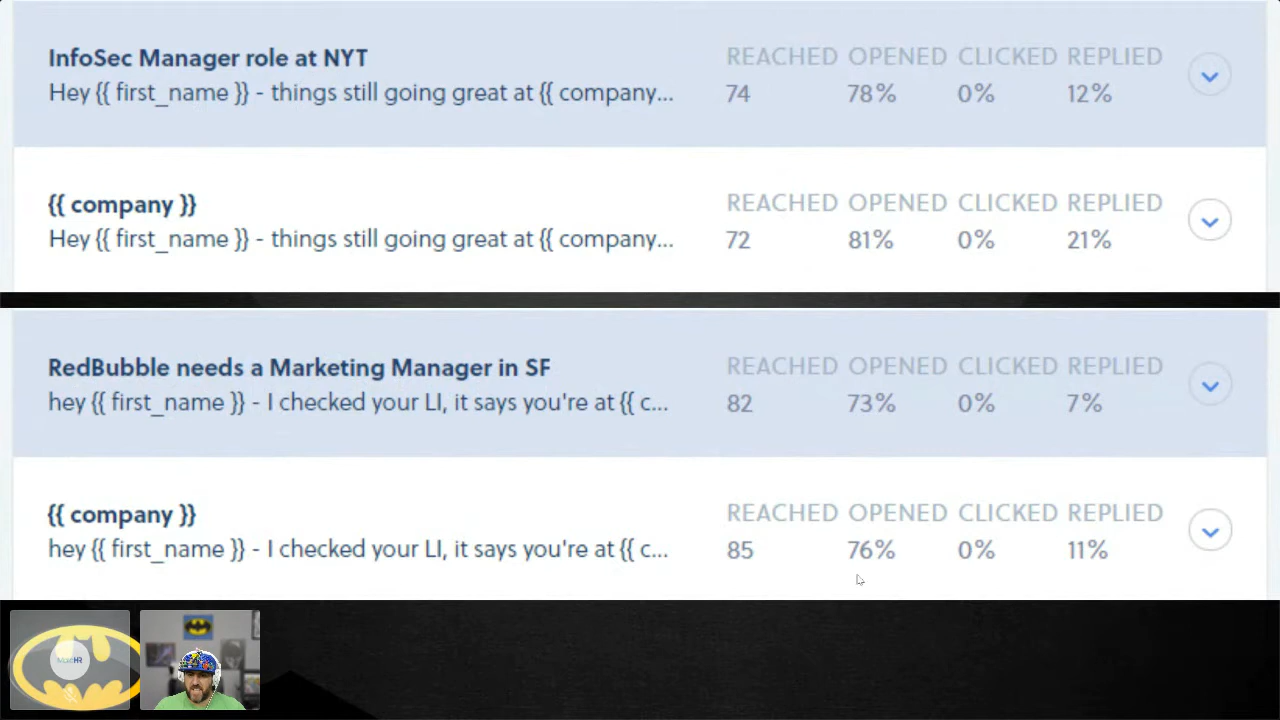 InfoSec Manager role at NYT
Hey {{ first_name }} - things still going great at {{ company...
REACHED OPENED CLICKED REPLIED
74 78% 0% 12%
{{ company }}
Hey {{ first_name }} - things still going great at {{ company...
REACHED OPENED CLICKED REPLIED
72 81% 0% 21%
RedBubble needs a Marketing Manager in SF
hey {{ first_name }} - I checked your LI, it says you're at {{ c...
REACHED OPENED CLICKED REPLIED
82 73% 0% 7%
{{ company }}
hey {{ first_name }} - I checked your LI, it says you're at {{ c...
REACHED OPENED CLICKED REPLIED
85 76% 0% 11%